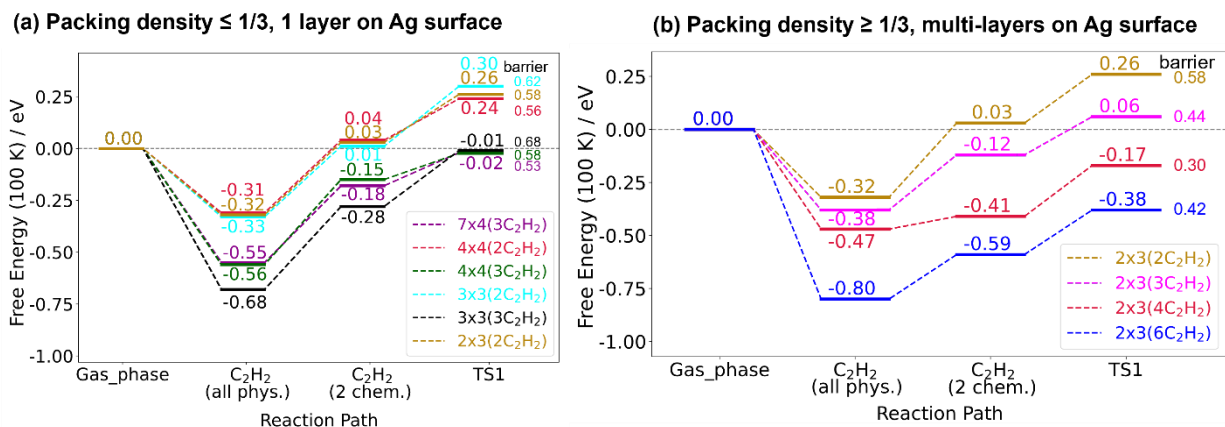 (a) Packing density ≤ 1/3, 1 layer on Ag surface
Free Energy (100 K) / eV
0.25
0.00
-0.25
-0.50
-0.75
-1.00
0.00
-0.31
-0.32
-0.33
-0.55
-0.56
-0.68
0.04
0.03
0.01
-0.15
-0.18
-0.28
0.30
0.26
0.24
-0.01
-0.02
barrier
0.62
0.58
0.56
0.68
0.58
0.53
7x4(3C₂H₂)
4x4(2C₂H₂)
4x4(3C₂H₂)
3x3(2C₂H₂)
3x3(3C₂H₂)
2x3(2C₂H₂)
Gas_phase
C₂H₂
(all phys.)
C₂H₂
(2 chem.)
TS1
Reaction Path
(b) Packing density ≥ 1/3, multi-layers on Ag surface
Free Energy (100 K) / eV
0.25
0.00
-0.25
-0.50
-0.75
-1.00
0.00
-0.32
-0.38
-0.47
-0.80
0.03
-0.12
-0.41
-0.59
0.26
0.06
-0.17
-0.38
barrier
0.58
0.44
0.30
0.42
2x3(2C₂H₂)
2x3(3C₂H₂)
2x3(4C₂H₂)
2x3(6C₂H₂)
Gas_phase
C₂H₂
(all phys.)
C₂H₂
(2 chem.)
TS1
Reaction Path